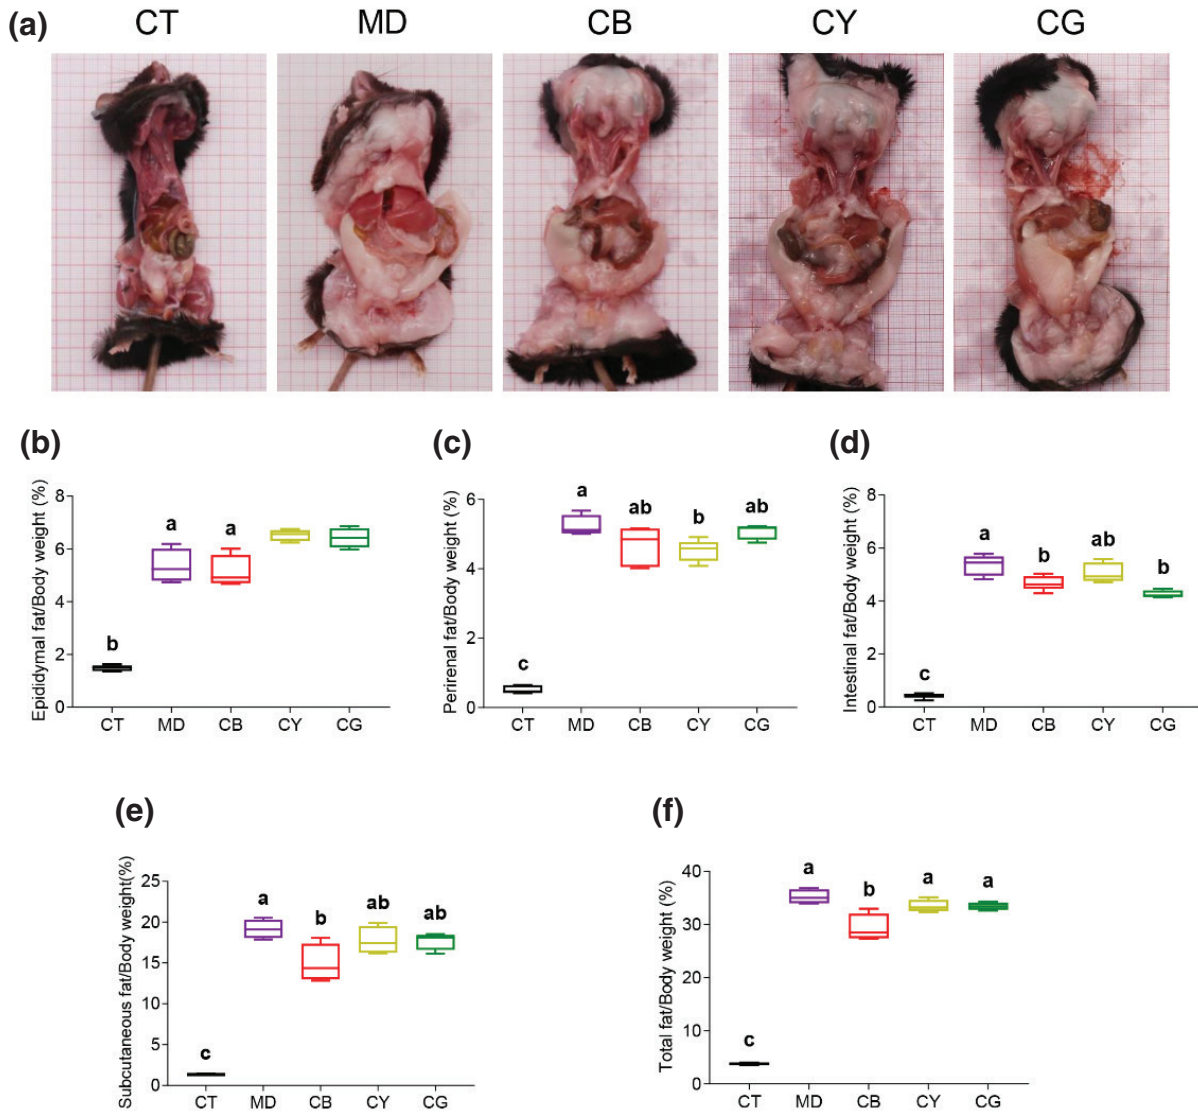 (a) CT MD CB CY CG
(b) (c) (d)
Epididymal fat/Body weight (%)
8
6
4
2
0
a a
b
CT MD CB CY CG
Perirenal fat/Body weight (%)
6
4
2
0
a ab b ab
c
CT MD CB CY CG
Intestinal fat/Body weight (%)
8
6
4
2
0
a b ab b
c
CT MD CB CY CG
(e) (f)
Subcutaneous fat/Body weight(%)
25
20
15
10
5
0
a b ab ab
c
CT MD CB CY CG
Total fat/Body weight (%)
40
30
20
10
0
a b a a
c
CT MD CB CY CG